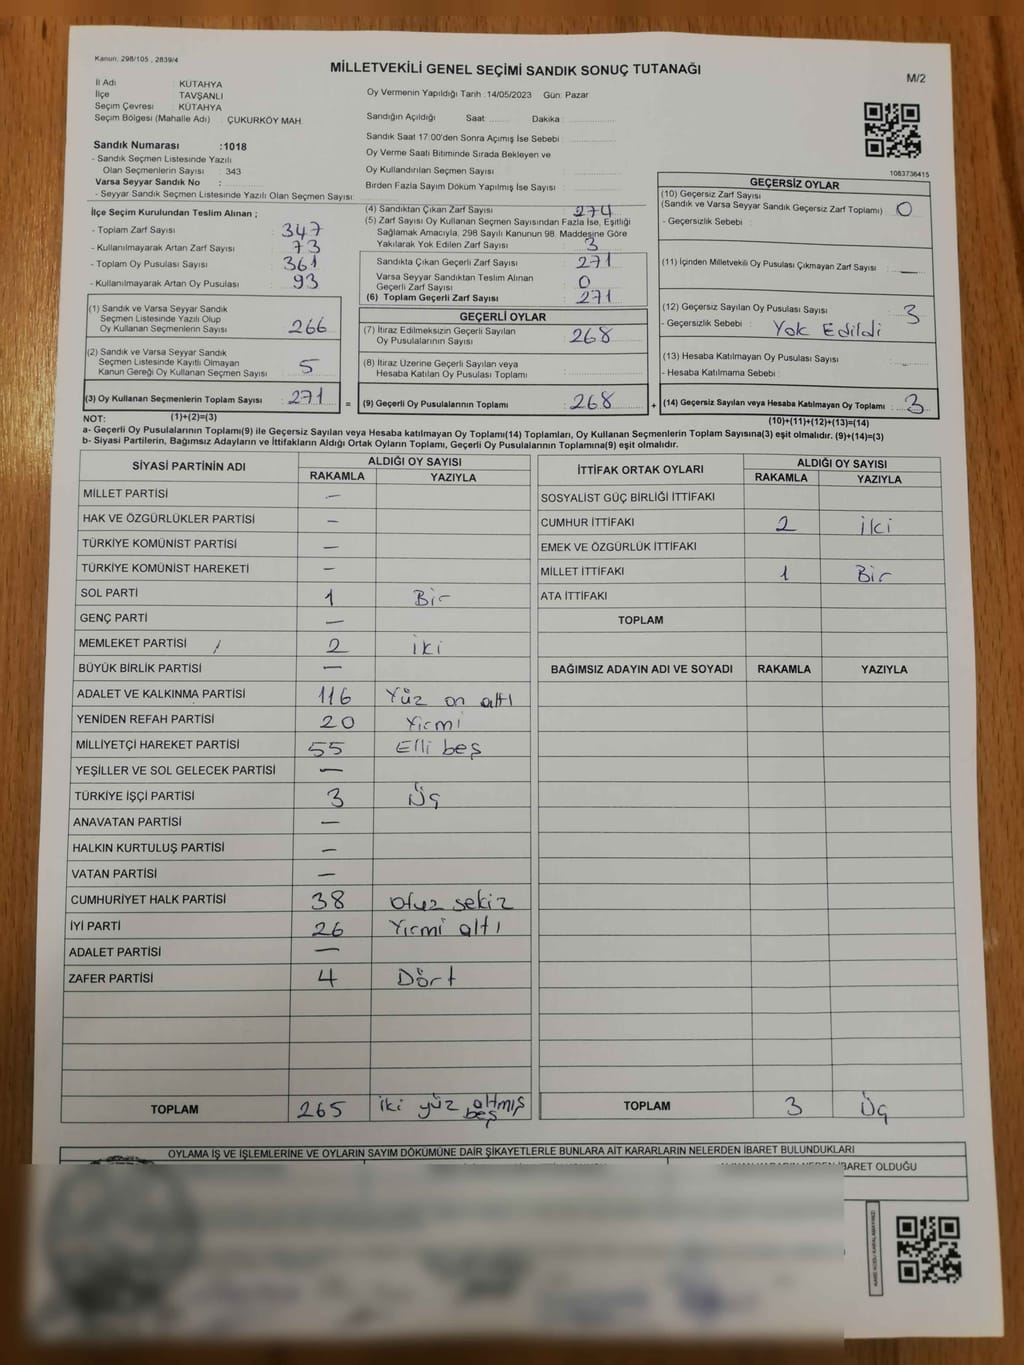 Kanun. 298/105 , 2839/4
MİLLETVEKİLİ GENEL SEÇİMİ SANDIK SONUÇ TUTANAĞI
M/2
İl Adı : KÜTAHYA
İlçe : TAVŞANLI
Seçim Çevresi : KÜTAHYA
Seçim Bölgesi (Mahalle Adı) : ÇUKURKÖY MAH.
Oy Vermenin Yapıldığı Tarih :14/05/2023 Gün: Pazar
Sandığın Açıldığı Saat: Dakika :
Sandık Saat 17:00'den Sonra Açımış İse Sebebi :
Oy Verme Saati Bitiminde Sırada Bekleyen ve
Oy Kullandırılan Seçmen Sayısı :
Birden Fazla Sayım Döküm Yapılmış İse Sayısı :
Sandık Numarası :1018
- Sandık Seçmen Listesinde Yazılı
Olan Seçmenlerin Sayısı : 343
Varsa Seyyar Sandık No :
- Seyyar Sandık Seçmen Listesinde Yazılı Olan Seçmen Sayısı:
1083736415
İlçe Seçim Kurulundan Teslim Alınan ;
- Toplam Zarf Sayısı : 347
- Kullanılmayarak Artan Zarf Sayısı : 73
- Toplam Oy Pusulası Sayısı : 361
- Kullanılmayarak Artan Oy Pusulası : 93
(1) Sandık ve Varsa Seyyar Sandık
Seçmen Listesinde Yazılı Olup
Oy Kullanan Seçmenlerin Sayısı : 266
(2) Sandık ve Varsa Seyyar Sandık
Seçmen Listesinde Kayıtlı Olmayan
Kanun Gereği Oy Kullanan Seçmen Sayısı : 5
(3) Oy Kullanan Seçmenlerin Toplam Sayısı : 271 =
(4) Sandıktan Çıkan Zarf Sayısı : 274
(5) Zarf Sayısı Oy Kullanan Seçmen Sayısından Fazla İse, Eşitliği
Sağlamak Amacıyla, 298 Sayılı Kanunun 98. Maddesine Göre
Yakılarak Yok Edilen Zarf Sayısı : 3
Sandıkta Çıkan Geçerli Zarf Sayısı : 271
Varsa Seyyar Sandıktan Teslim Alınan
Geçerli Zarf Sayısı : 0
(6) Toplam Geçerli Zarf Sayısı : 271
GEÇERLİ OYLAR
(7) İtiraz Edilmeksizin Geçerli Sayılan
Oy Pusulalarının Sayısı : 268
(8) İtiraz Üzerine Geçerli Sayılan veya
Hesaba Katılan Oy Pusulası Toplamı :
(9) Geçerli Oy Pusulalarının Toplamı : 268 +
GEÇERSİZ OYLAR
(10) Geçersiz Zarf Sayısı
(Sandık ve Varsa Seyyar Sandık Geçersiz Zarf Toplamı) : 0
- Geçersizlik Sebebi :
(11) İçinden Milletvekili Oy Pusulası Çıkmayan Zarf Sayısı : —
(12) Geçersiz Sayılan Oy Pusulası Sayısı : 3
- Geçersizlik Sebebi : Yok Edildi
(13) Hesaba Katılmayan Oy Pusulası Sayısı :
- Hesaba Katılmama Sebebi :
(14) Geçersiz Sayılan veya Hesaba Katılmayan Oy Toplamı : 3
NOT: (1)+(2)=(3)
(10)+(11)+(12)+(13)=(14)
a- Geçerli Oy Pusulalarının Toplamı(9) ile Geçersiz Sayılan veya Hesaba katılmayan Oy Toplamı(14) Toplamları, Oy Kullanan Seçmenlerin Toplam Sayısına(3) eşit olmalıdır. (9)+(14)=(3)
b- Siyasi Partilerin, Bağımsız Adayların ve İttifakların Aldığı Ortak Oyların Toplamı, Geçerli Oy Pusulalarının Toplamına(9) eşit olmalıdır.
SİYASİ PARTİNİN ADI ALDIĞI OY SAYISI
RAKAMLA YAZIYLA
MİLLET PARTİSİ —
HAK VE ÖZGÜRLÜKLER PARTİSİ —
TÜRKİYE KOMÜNİST PARTİSİ —
TÜRKİYE KOMÜNİST HAREKETİ —
SOL PARTİ 1 Bir
GENÇ PARTİ —
MEMLEKET PARTİSİ / 2 iki
BÜYÜK BİRLİK PARTİSİ —
ADALET VE KALKINMA PARTİSİ 116 Yüz on altı
YENİDEN REFAH PARTİSİ 20 Yirmi
MİLLİYETÇİ HAREKET PARTİSİ 55 Elli beş
YEŞİLLER VE SOL GELECEK PARTİSİ —
TÜRKİYE İŞÇİ PARTİSİ 3 Üç
ANAVATAN PARTİSİ —
HALKIN KURTULUŞ PARTİSİ —
VATAN PARTİSİ —
CUMHURİYET HALK PARTİSİ 38 Otuz sekiz
İYİ PARTİ 26 Yirmi altı
ADALET PARTİSİ —
ZAFER PARTİSİ 4 Dört
TOPLAM 265 iki yüz altmış beş
İTTİFAK ORTAK OYLARI ALDIĞI OY SAYISI
RAKAMLA YAZIYLA
SOSYALİST GÜÇ BİRLİĞİ İTTİFAKI
CUMHUR İTTİFAKI 2 iki
EMEK VE ÖZGÜRLÜK İTTİFAKI
MİLLET İTTİFAKI 1 Bir
ATA İTTİFAKI
TOPLAM
BAĞIMSIZ ADAYIN ADI VE SOYADI RAKAMLA YAZIYLA
TOPLAM 3 Üç
OYLAMA İŞ VE İŞLEMLERİNE VE OYLARIN SAYIM DÖKÜMÜNE DAİR ŞİKAYETLERLE BUNLARA AİT KARARLARIN NELERDEN İBARET BULUNDUKLARI
İBARET OLDUĞU